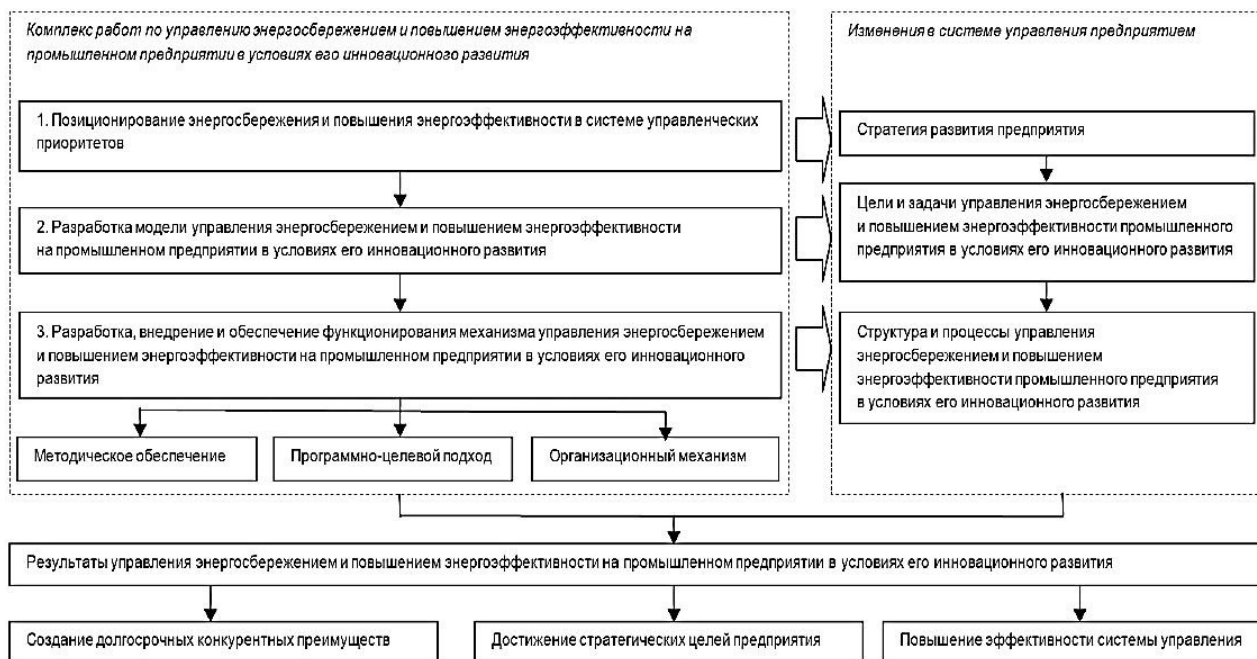 Комплекс работ по управлению энергосбережением и повышением энергоэффективности на
промышленном предприятии в условиях его инновационного развития
1. Позиционирование энергосбережения и повышения энергоэффективности в системе управленческих
приоритетов
2. Разработка модели управления энергосбережением и повышением энергоэффективности
на промышленном предприятии в условиях его инновационного развития
3. Разработка, внедрение и обеспечение функционирования механизма управления энергосбережением
и повышением энергоэффективности на промышленном предприятии в условиях его инновационного
развития
Методическое обеспечение
Программно-целевой подход
Организационный механизм
Изменения в системе управления предприятием
Стратегия развития предприятия
Цели и задачи управления энергосбережением
и повышением энергоэффективности промышленного
предприятия в условиях его инновационного развития
Структура и процессы управления
энергосбережением и повышением
энергоэффективности промышленного предприятия
в условиях его инновационного развития
Результаты управления энергосбережением и повышением энергоэффективности на промышленном предприятии в условиях его инновационного развития
Создание долгосрочных конкурентных преимуществ
Достижение стратегических целей предприятия
Повышение эффективности системы управления